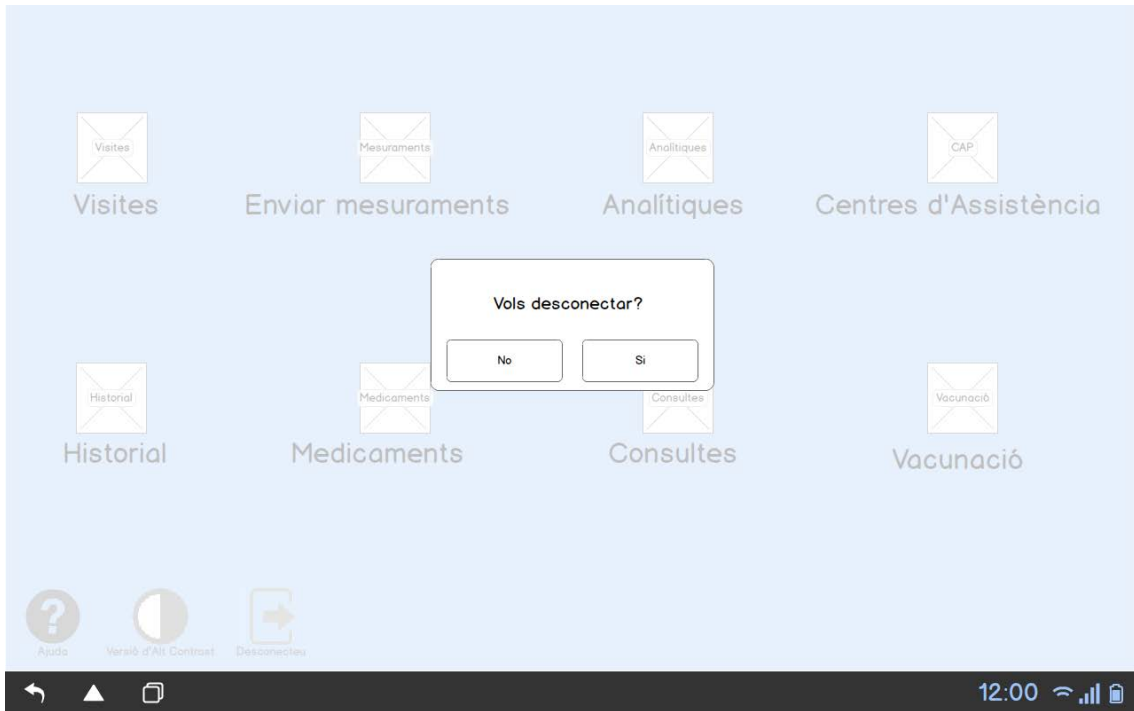 Visites
Mesuraments
Analítiques
CAP
Visites
Enviar mesuraments
Analítiques
Centres d'Assistència
Vols desconectar?
No
Si
Historial
Medicaments
Consultes
Vacunació
Historial
Medicaments
Consultes
Vacunació
Ajuda
Versió d'Alt Contrast
Desconecteu
12:00